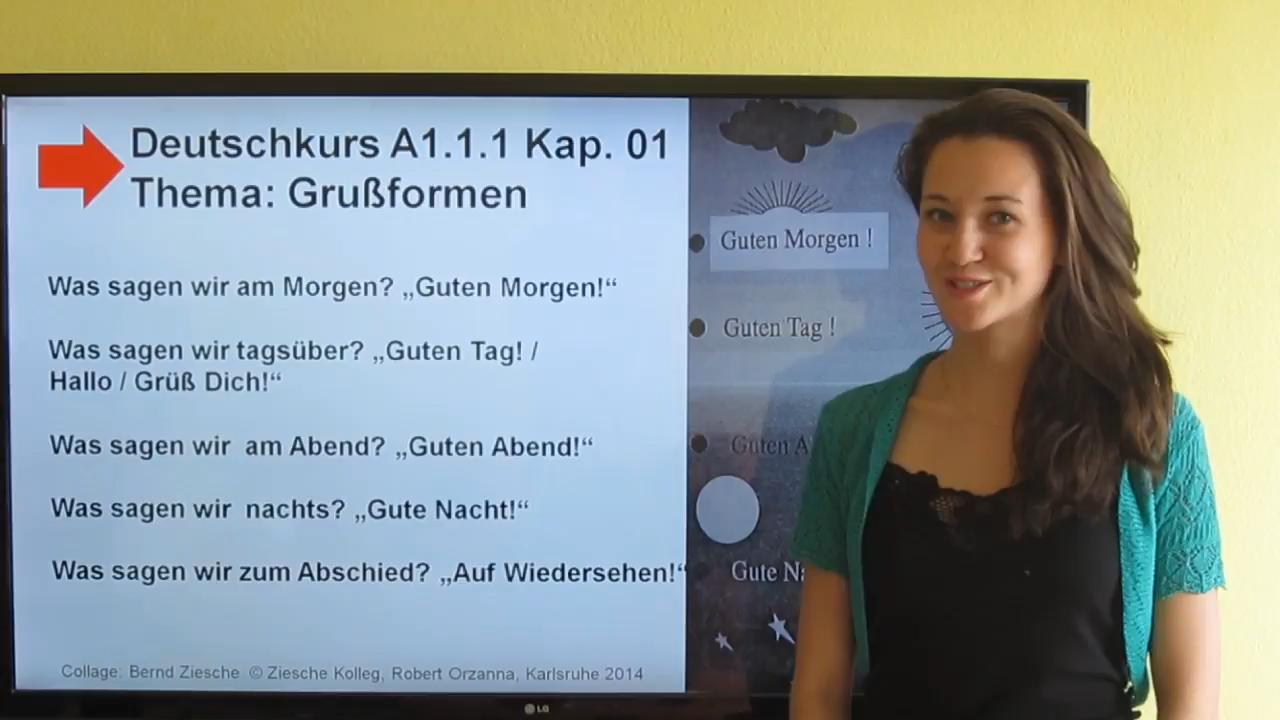 Deutschkurs A1.1.1 Kap. 01
Thema: Grußformen
Was sagen wir am Morgen? „Guten Morgen!“
Was sagen wir tagsüber? „Guten Tag! /
Hallo / Grüß Dich!“
Was sagen wir am Abend? „Guten Abend!“
Was sagen wir nachts? „Gute Nacht!“
Was sagen wir zum Abschied? „Auf Wiedersehen!“
Collage: Bernd Ziesche © Ziesche Kolleg, Robert Orzanna, Karlsruhe 2014
Guten Morgen !
Guten Tag !
Guten
Gute
LG